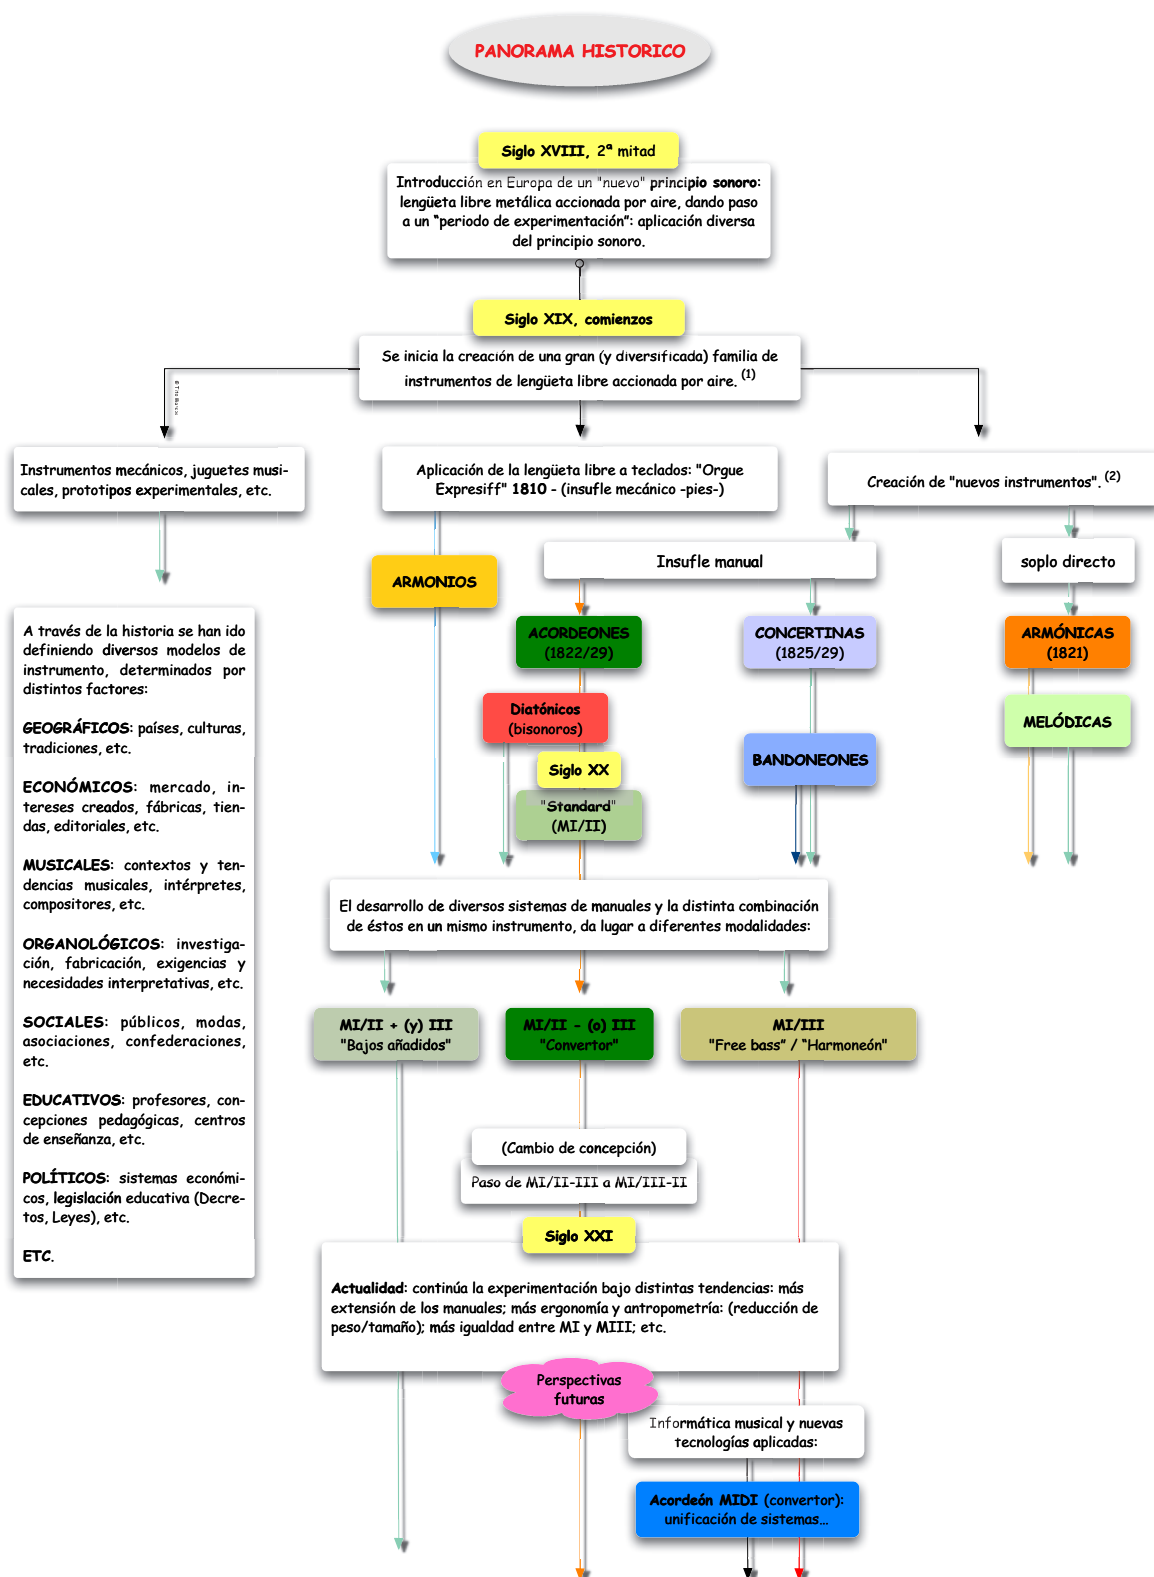 PANORAMA HISTORICO
Siglo XVIII, 2ª mitad
Introducción en Europa de un "nuevo" principio sonoro:
lengüeta libre metálica accionada por aire, dando paso
a un “periodo de experimentación”: aplicación diversa
del principio sonoro.
Siglo XIX, comienzos
Se inicia la creación de una gran (y diversificada) familia de
instrumentos de lengüeta libre accionada por aire. (1)
Instrumentos mecánicos, juguetes musi-
cales, prototipos experimentales, etc.
Aplicación de la lengüeta libre a teclados: "Orgue
Expresiff" 1810 - (insufle mecánico -pies-)
Creación de "nuevos instrumentos". (2)
Insufle manual
soplo directo
ARMONIOS
ACORDEONES
(1822/29)
CONCERTINAS
(1825/29)
ARMÓNICAS
(1821)
Diatónicos
(bisonoros)
MELÓDICAS
BANDONEONES
Siglo XX
"Standard"
(MI/II)
A través de la historia se han ido
definiendo diversos modelos de
instrumento, determinados por
distintos factores:
GEOGRÁFICOS: países, culturas,
tradiciones, etc.
ECONÓMICOS: mercado, in-
tereses creados, fábricas, tien-
das, editoriales, etc.
MUSICALES: contextos y ten-
dencias musicales, intérpretes,
compositores, etc.
ORGANOLÓGICOS: investiga-
ción, fabricación, exigencias y
necesidades interpretativas, etc.
SOCIALES: públicos, modas,
asociaciones, confederaciones,
etc.
EDUCATIVOS: profesores, con-
cepciones pedagógicas, centros
de enseñanza, etc.
POLÍTICOS: sistemas económi-
cos, legislación educativa (Decre-
tos, Leyes), etc.
ETC.
El desarrollo de diversos sistemas de manuales y la distinta combinación
de éstos en un mismo instrumento, da lugar a diferentes modalidades:
MI/II + (y) III
"Bajos añadidos"
MI/II - (o) III
"Convertor"
MI/III
"Free bass” / “Harmoneón"
(Cambio de concepción)
Paso de MI/II-III a MI/III-II
Siglo XXI
Actualidad: continúa la experimentación bajo distintas tendencias: más
extensión de los manuales; más ergonomía y antropometría: (reducción de
peso/tamaño); más igualdad entre MI y MIII; etc.
Perspectivas
futuras
Informática musical y nuevas
tecnologías aplicadas:
Acordeón MIDI (convertor):
unificación de sistemas...